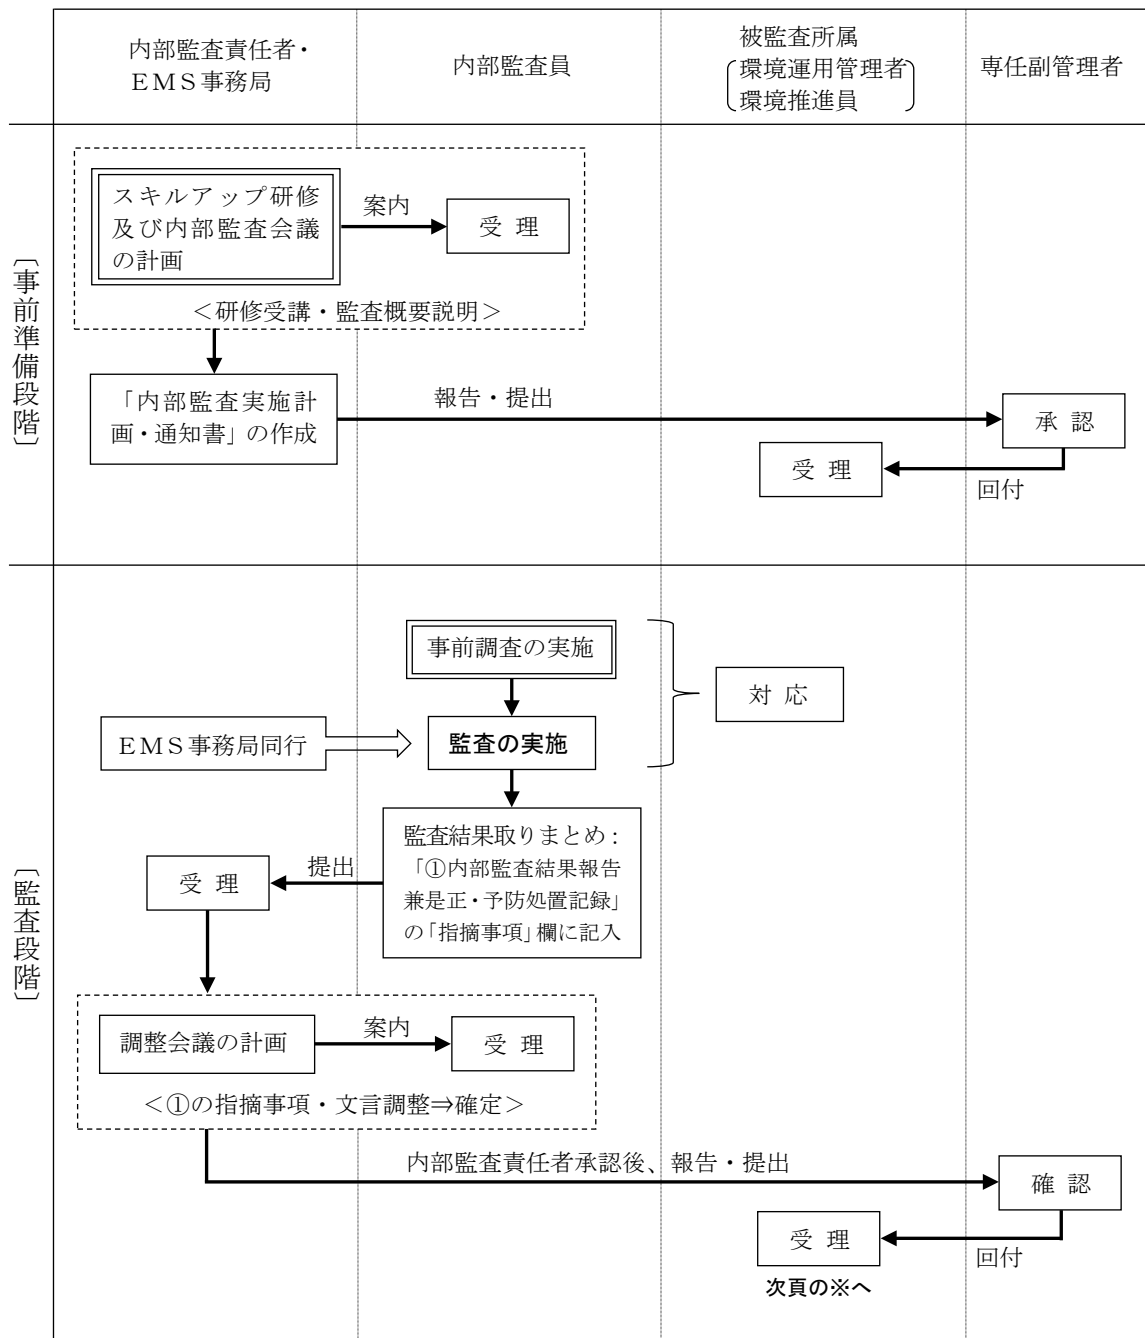 内部監査責任者・
ＥＭＳ事務局
内部監査員
被監査所属
環境運用管理者
環境推進員
専任副管理者
〔事前準備段階〕
スキルアップ研修
及び内部監査会議
の計画
案内
受 理
＜研修受講・監査概要説明＞
「内部監査実施計
画・通知書」の作成
報告・提出
承 認
受 理
回付
〔監査段階〕
事前調査の実施
対 応
ＥＭＳ事務局同行
監査の実施
監査結果取りまとめ：
「①内部監査結果報告
兼是正・予防処置記録」
の「指摘事項」欄に記入
提出
受 理
調整会議の計画
案内
受 理
＜①の指摘事項・文言調整⇒確定＞
内部監査責任者承認後、報告・提出
確 認
受 理
回付
次頁の※へ